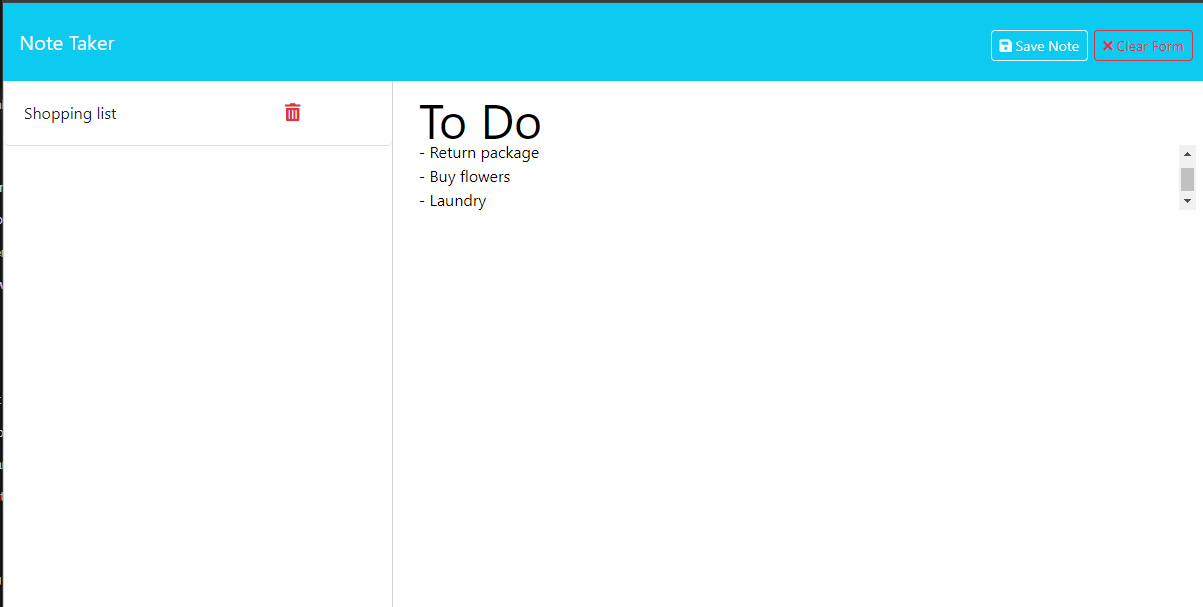 Note Taker
Save Note
Clear Form
Shopping list
To Do
- Return package
- Buy flowers
- Laundry